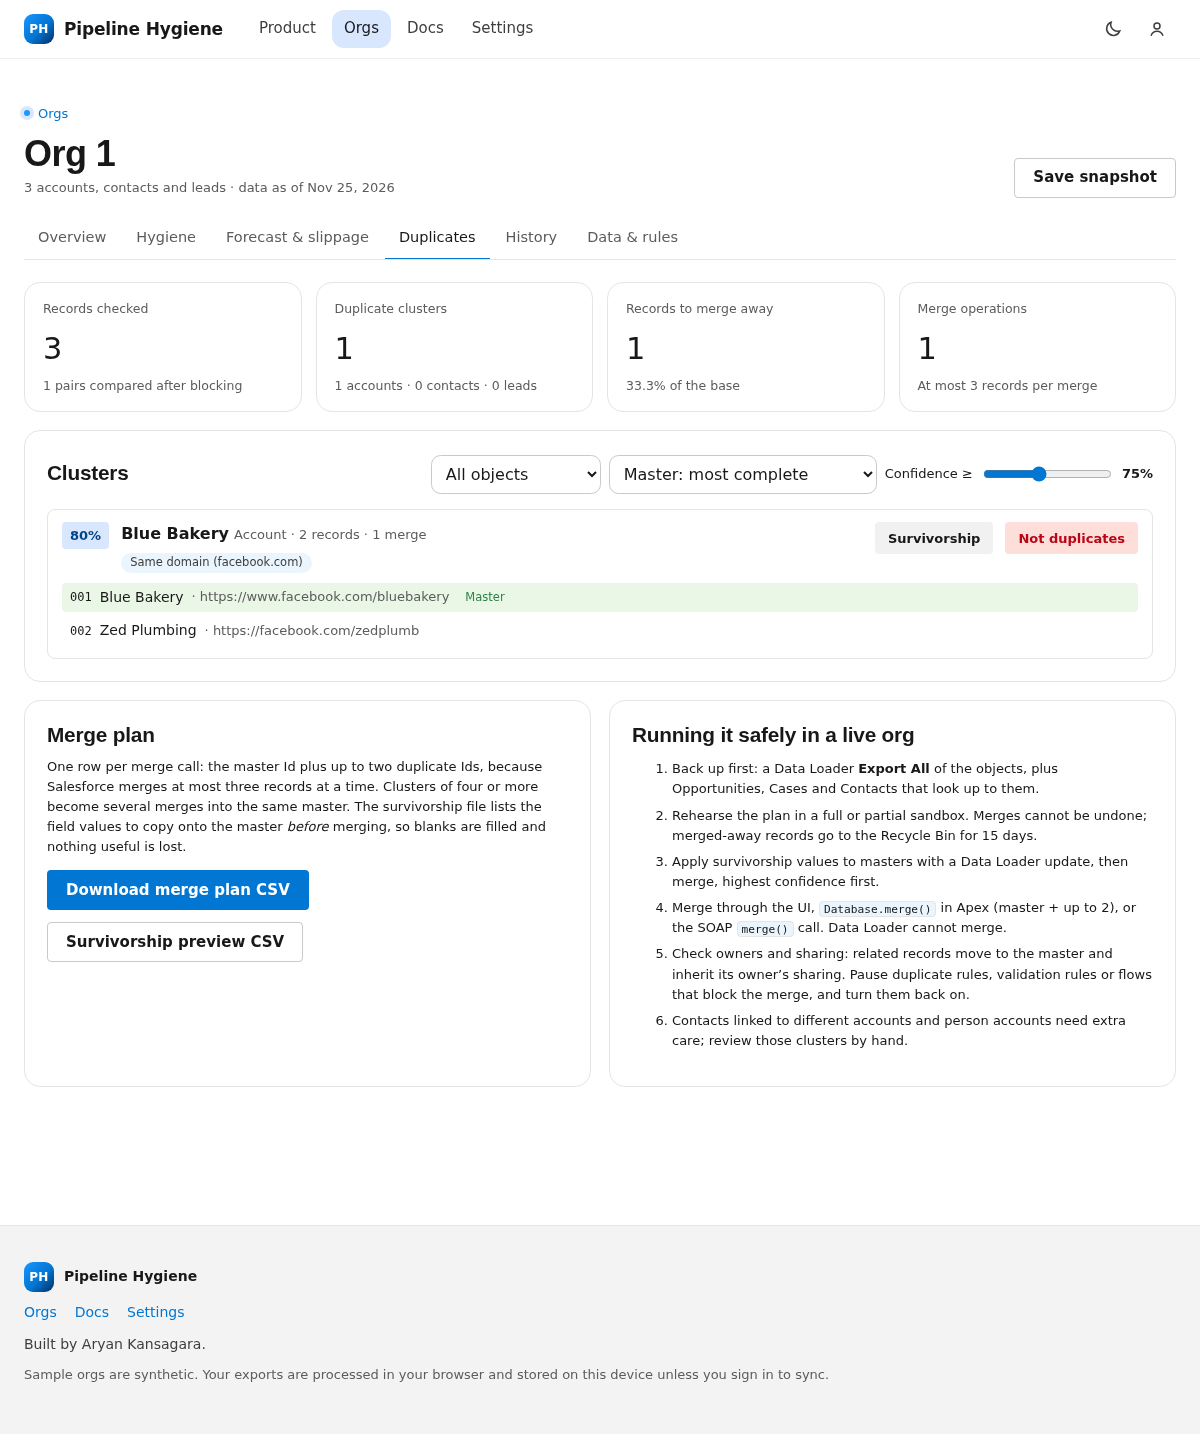 PH Pipeline Hygiene Product Orgs Docs Settings
Orgs
Org 1
3 accounts, contacts and leads · data as of Nov 25, 2026
Save snapshot
Overview Hygiene Forecast & slippage Duplicates History Data & rules
Records checked
3
1 pairs compared after blocking
Duplicate clusters
1
1 accounts · 0 contacts · 0 leads
Records to merge away
1
33.3% of the base
Merge operations
1
At most 3 records per merge
Clusters
All objects
Master: most complete
Confidence ≥
75%
80% Blue Bakery Account · 2 records · 1 merge
Same domain (facebook.com)
Survivorship
Not duplicates
001 Blue Bakery · https://www.facebook.com/bluebakery Master
002 Zed Plumbing · https://facebook.com/zedplumb
Merge plan
One row per merge call: the master Id plus up to two duplicate Ids, because
Salesforce merges at most three records at a time. Clusters of four or more
become several merges into the same master. The survivorship file lists the
field values to copy onto the master before merging, so blanks are filled and
nothing useful is lost.
Download merge plan CSV
Survivorship preview CSV
Running it safely in a live org
1. Back up first: a Data Loader Export All of the objects, plus
Opportunities, Cases and Contacts that look up to them.
2. Rehearse the plan in a full or partial sandbox. Merges cannot be undone;
merged-away records go to the Recycle Bin for 15 days.
3. Apply survivorship values to masters with a Data Loader update, then
merge, highest confidence first.
4. Merge through the UI, Database.merge() in Apex (master + up to 2), or
the SOAP merge() call. Data Loader cannot merge.
5. Check owners and sharing: related records move to the master and
inherit its owner’s sharing. Pause duplicate rules, validation rules or flows
that block the merge, and turn them back on.
6. Contacts linked to different accounts and person accounts need extra
care; review those clusters by hand.
PH Pipeline Hygiene
Orgs Docs Settings
Built by Aryan Kansagara.
Sample orgs are synthetic. Your exports are processed in your browser and stored on this device unless you sign in to sync.